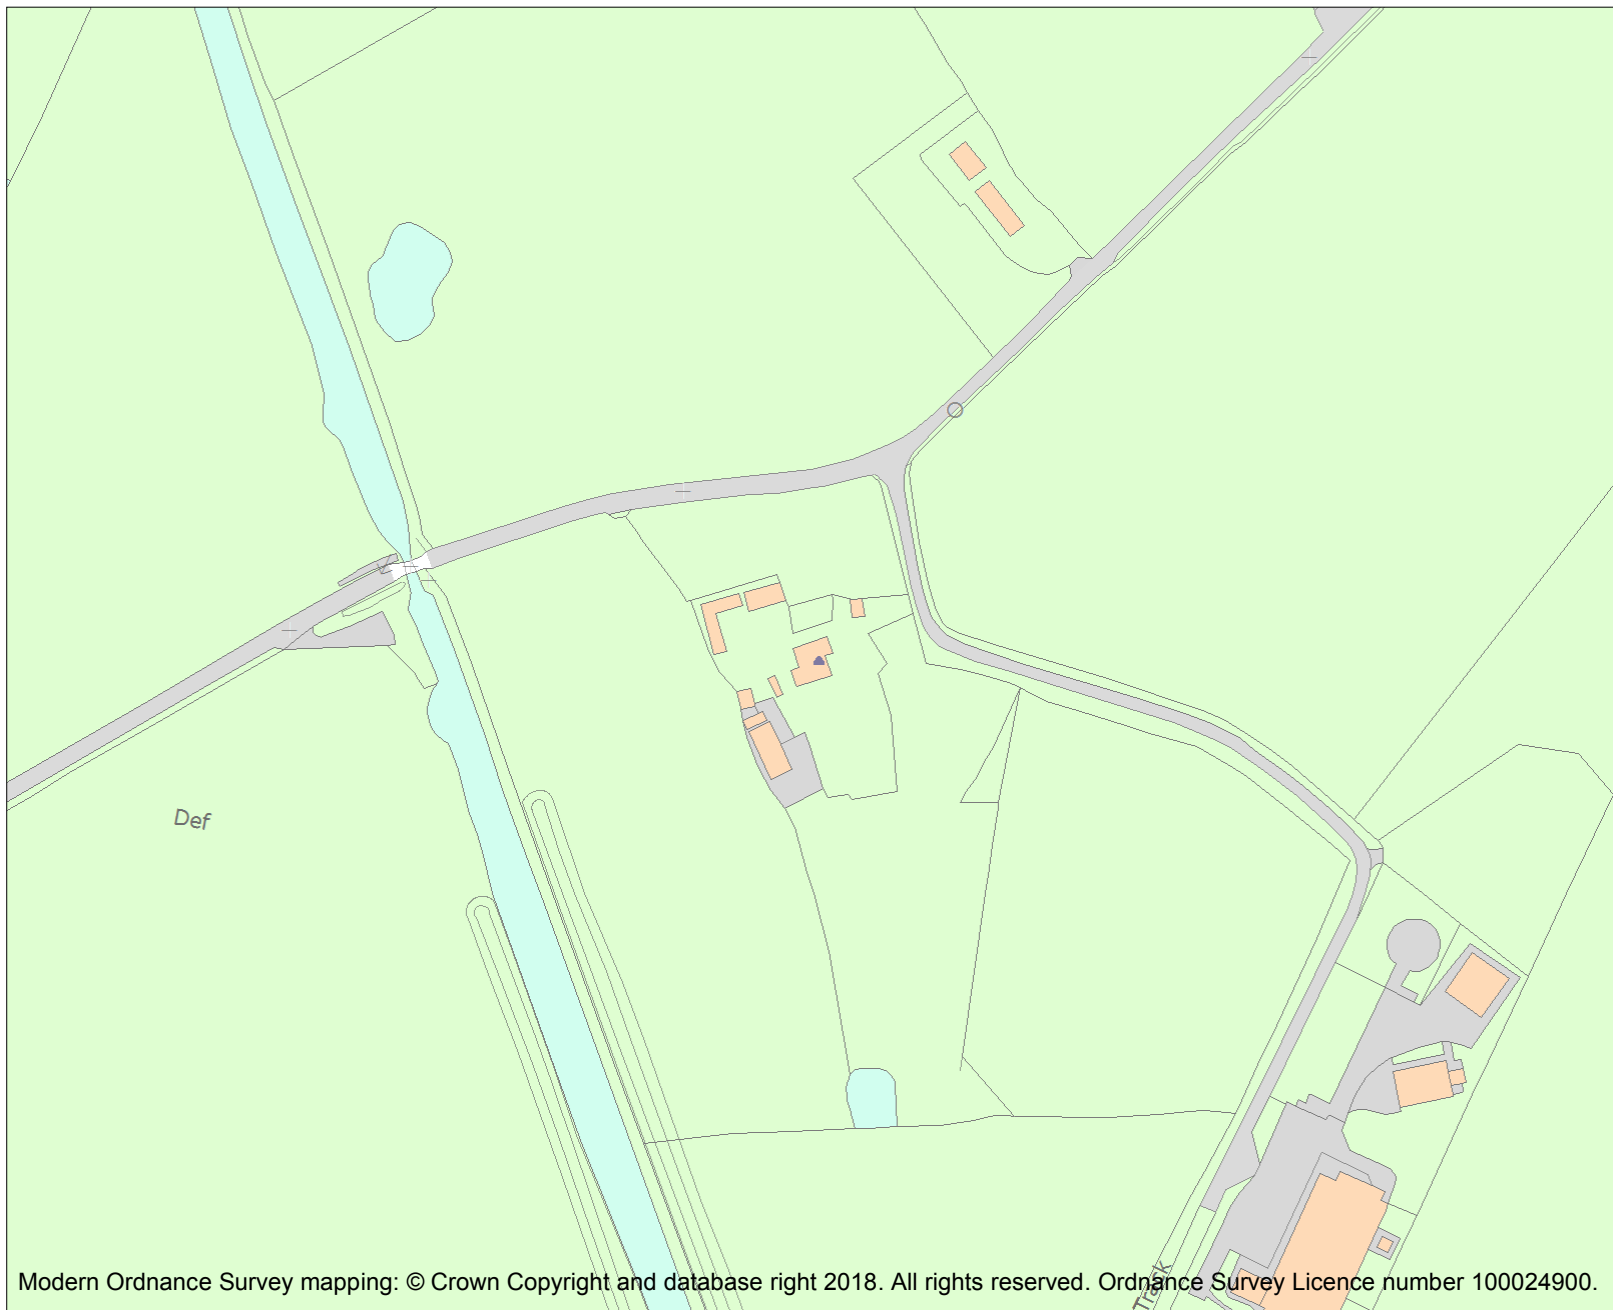 Def
Track
Modern Ordnance Survey mapping: © Crown Copyright and database right 2018. All rights reserved. Ordnance Survey Licence number 100024900.